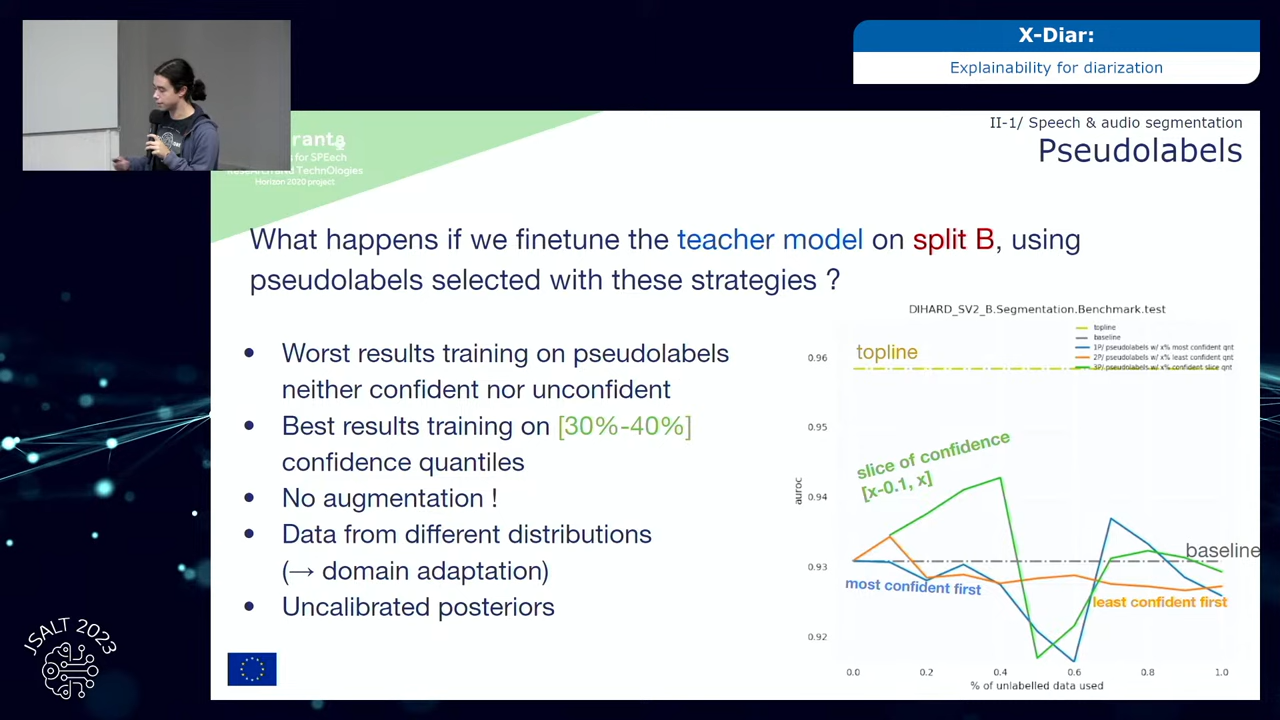 X-Diar:
Explainability for diarization
II-1/ Speech & audio segmentation
Pseudolabels
for SPEech
TechnOlogies
Horizon 2020 project
What happens if we finetune the teacher model on split B, using
pseudolabels selected with these strategies ?
• Worst results training on pseudolabels
neither confident nor unconfident
• Best results training on [30%-40%]
confidence quantiles
• No augmentation !
• Data from different distributions
(→ domain adaptation)
• Uncalibrated posteriors
DIHARD_SV2_B.Segmentation.Benchmark.test
topline
baseline
1P/ pseudolabels w/ x% most confident qnt
2P/ pseudolabels w/ x% least confident qnt
3P/ pseudolabels w/ x% confident slice qnt
topline
slice of confidence
[x-0.1, x]
baseline
most confident first
least confident first
auroc
0.96
0.95
0.94
0.93
0.92
0.0 0.2 0.4 0.6 0.8 1.0
% of unlabelled data used
JSALT 2023